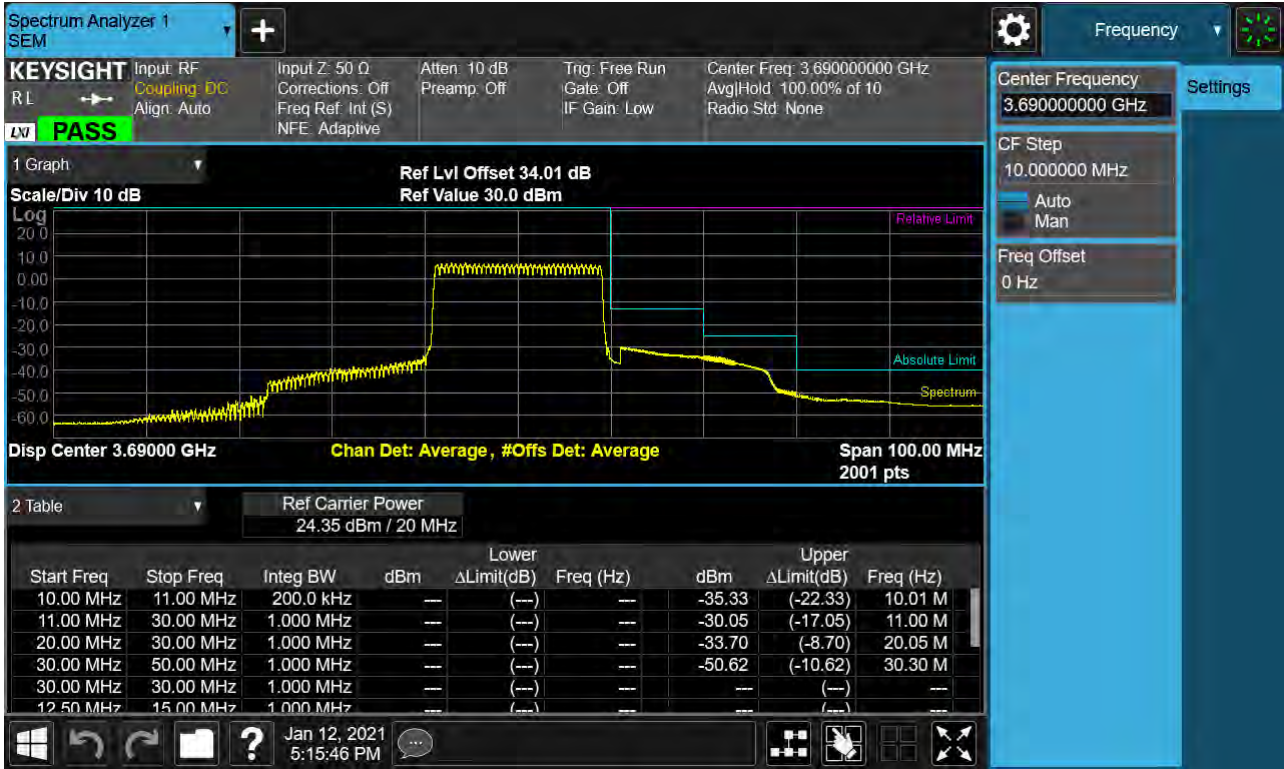 Spectrum Analyzer 1
SEM
Frequency
KEYSIGHT
Input: RF
Input Z: 50 Ω
Atten: 10 dB
Trig: Free Run
Center Freq: 3.690000000 GHz
R L
Coupling: DC
Corrections: Off
Preamp: Off
Gate: Off
Avg|Hold: 100.00% of 10
Align: Auto
Freq Ref: Int (S)
IF Gain: Low
Radio Std: None
NFE: Adaptive
LXI
PASS
Center Frequency
3.690000000 GHz
Settings
CF Step
10.000000 MHz
Auto
Man
Freq Offset
0 Hz
1 Graph
Ref Lvl Offset 34.01 dB
Scale/Div 10 dB
Ref Value 30.0 dBm
Log
Relative Limit
20.0
10.0
0.00
-10.0
-20.0
-30.0
Absolute Limit
-40.0
Spectrum
-50.0
-60.0
Disp Center 3.69000 GHz
Chan Det: Average , #Offs Det: Average
Span 100.00 MHz
2001 pts
2 Table
Ref Carrier Power
24.35 dBm / 20 MHz
Lower Upper
Start Freq Stop Freq Integ BW dBm ΔLimit(dB) Freq (Hz) dBm ΔLimit(dB) Freq (Hz)
10.00 MHz 11.00 MHz 200.0 kHz --- (---) --- -35.33 (-22.33) 10.01 M
11.00 MHz 30.00 MHz 1.000 MHz --- (---) --- -30.05 (-17.05) 11.00 M
20.00 MHz 30.00 MHz 1.000 MHz --- (---) --- -33.70 (-8.70) 20.05 M
30.00 MHz 50.00 MHz 1.000 MHz --- (---) --- -50.62 (-10.62) 30.30 M
30.00 MHz 30.00 MHz 1.000 MHz --- (---) --- --- (---) ---
12.50 MHz 15.00 MHz 1.000 MHz --- (---) --- --- (---) ---
?
Jan 12, 2021
5:15:46 PM